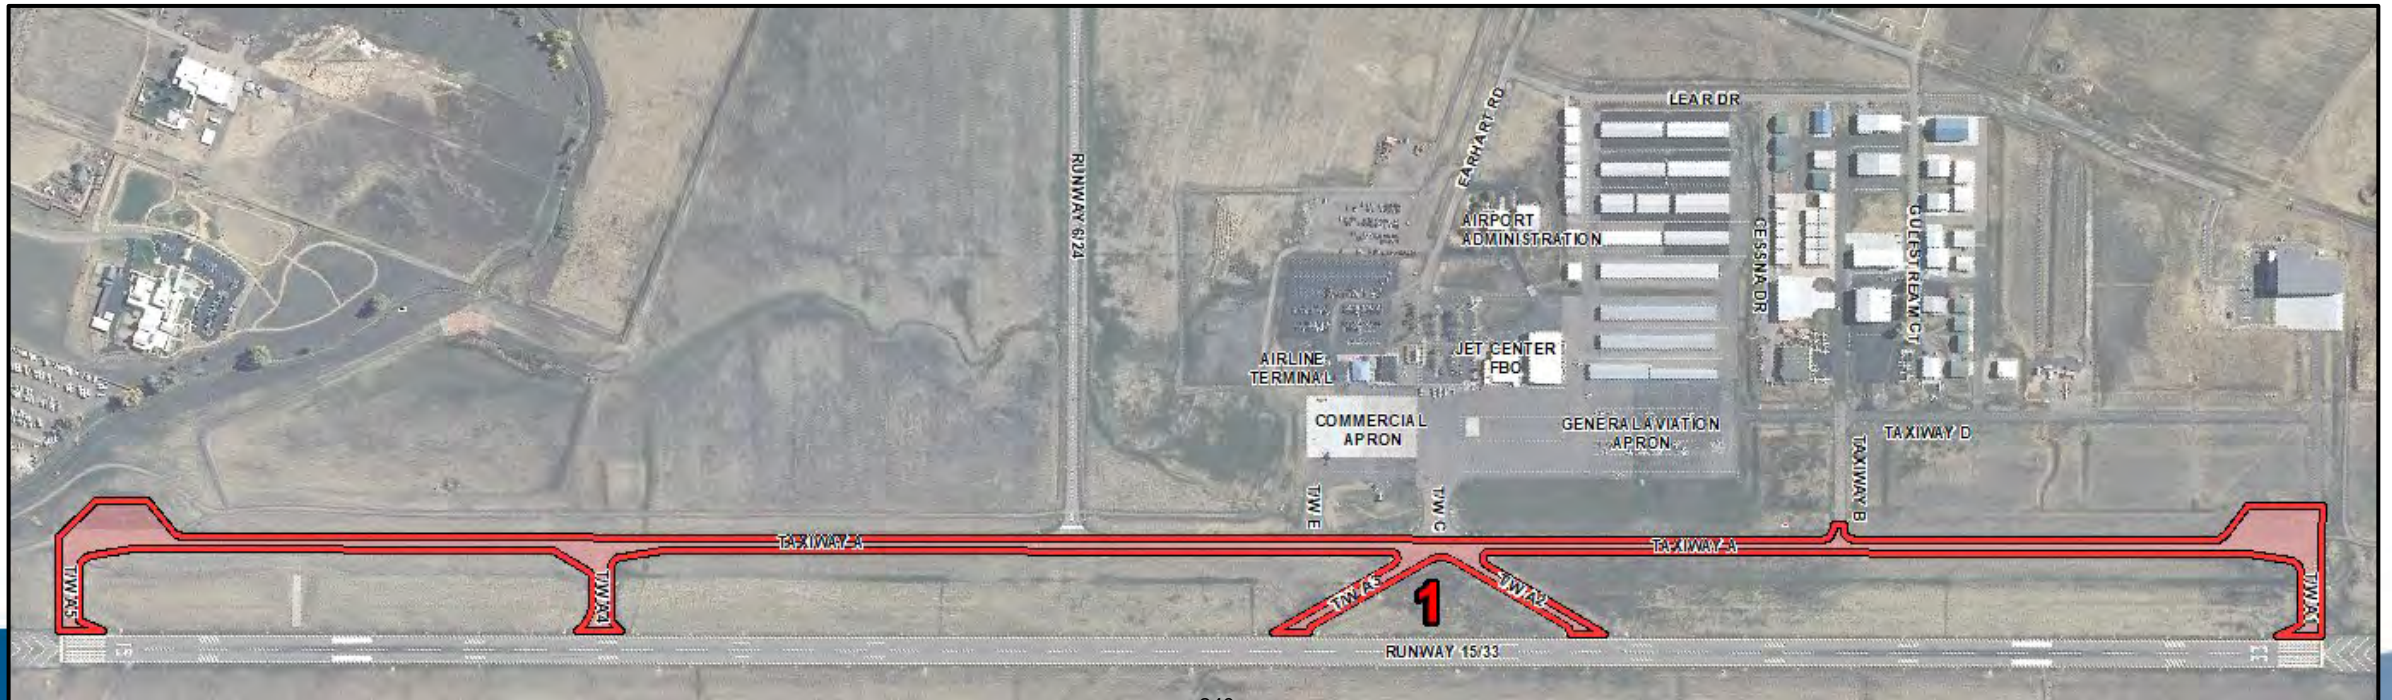 LEAR DR
EARHART RD
RUNWAY 6/24
AIRPORT
ADMINISTRATION
CESSNA DR
GULFSTREAM CT
AIRLINE
TERMINAL
JET CENTER
FBO
COMMERCIAL
APRON
GENERAL AVIATION
APRON
TAXIWAY D
TAXIWAY B
T/W E
T/W C
TAXIWAY A
TAXIWAY A
T/W A5
T/W A4
T/W A3
1
T/W A2
RUNWAY 15/33